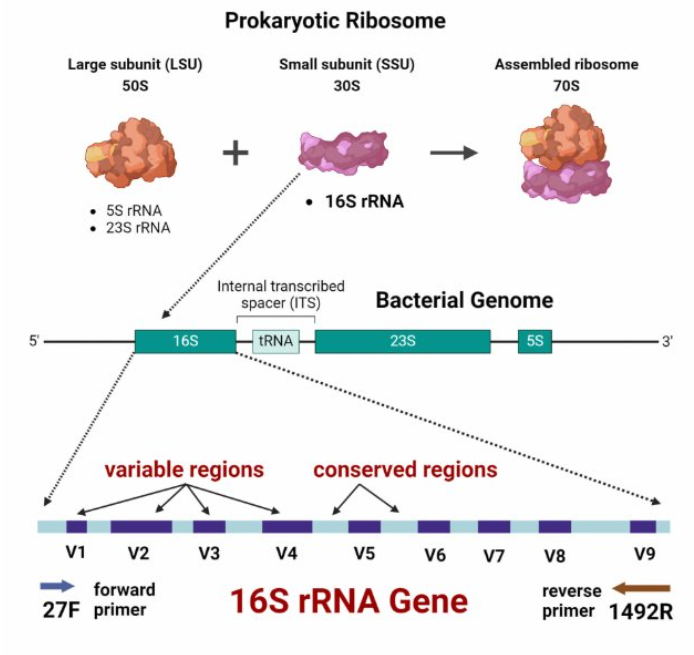 Prokaryotic Ribosome
Large subunit (LSU)
50S
Small subunit (SSU)
30S
Assembled ribosome
70S
+
• 5S rRNA
• 23S rRNA
• 16S rRNA
Internal transcribed
spacer (ITS)
Bacterial Genome
5'
16S
tRNA
23S
5S
3'
variable regions
conserved regions
V1
V2
V3
V4
V5
V6
V7
V8
V9
27F
forward
primer
16S rRNA Gene
reverse
primer
1492R